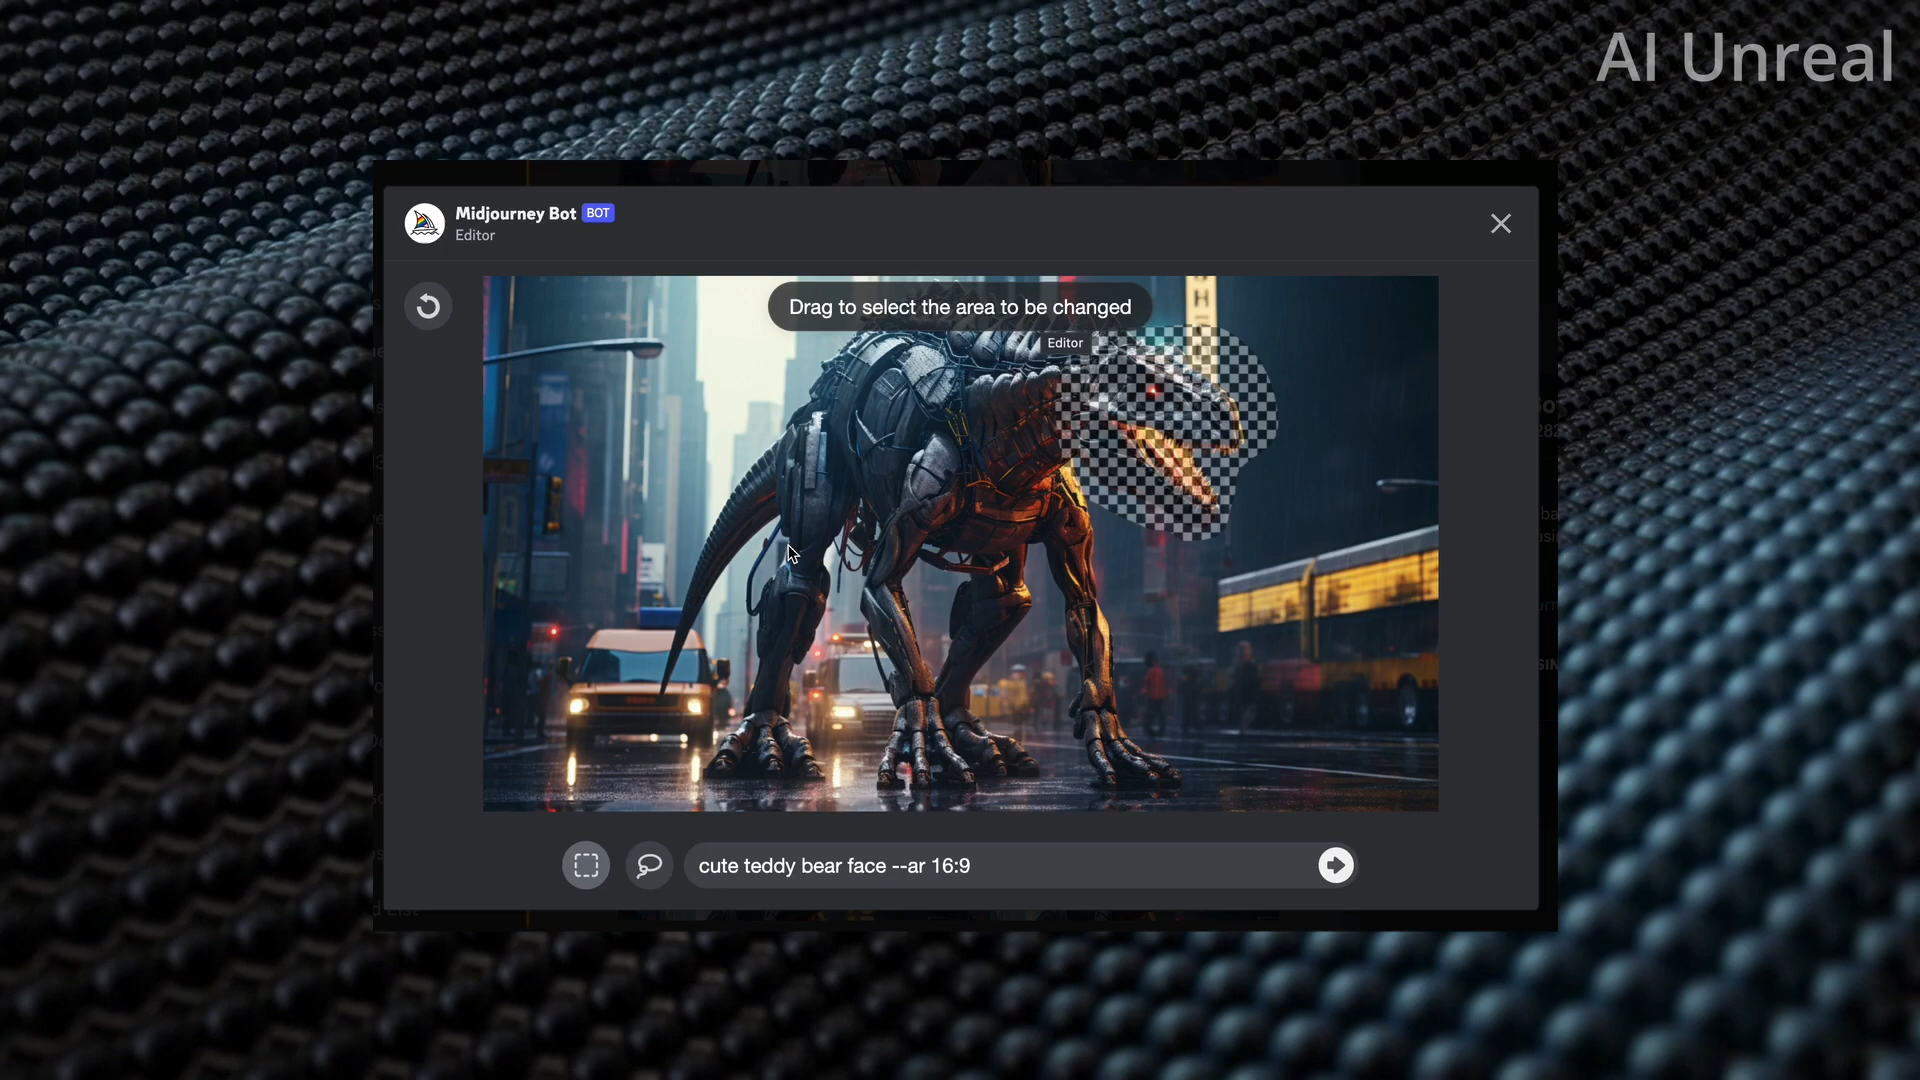 AI Unreal
Midjourney Bot BOT
Editor
Drag to select the area to be changed
Editor
H
cute teddy bear face --ar 16:9